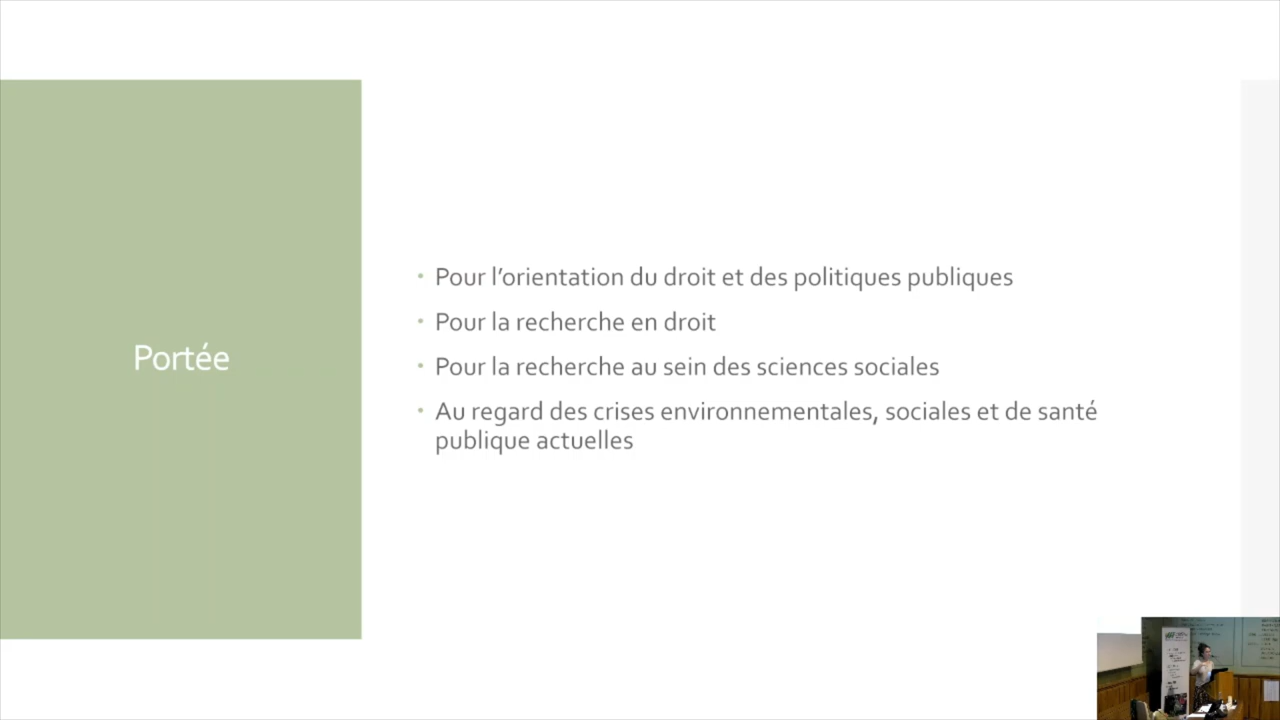 Portée
• Pour l’orientation du droit et des politiques publiques
• Pour la recherche en droit
• Pour la recherche au sein des sciences sociales
• Au regard des crises environnementales, sociales et de santé
publique actuelles